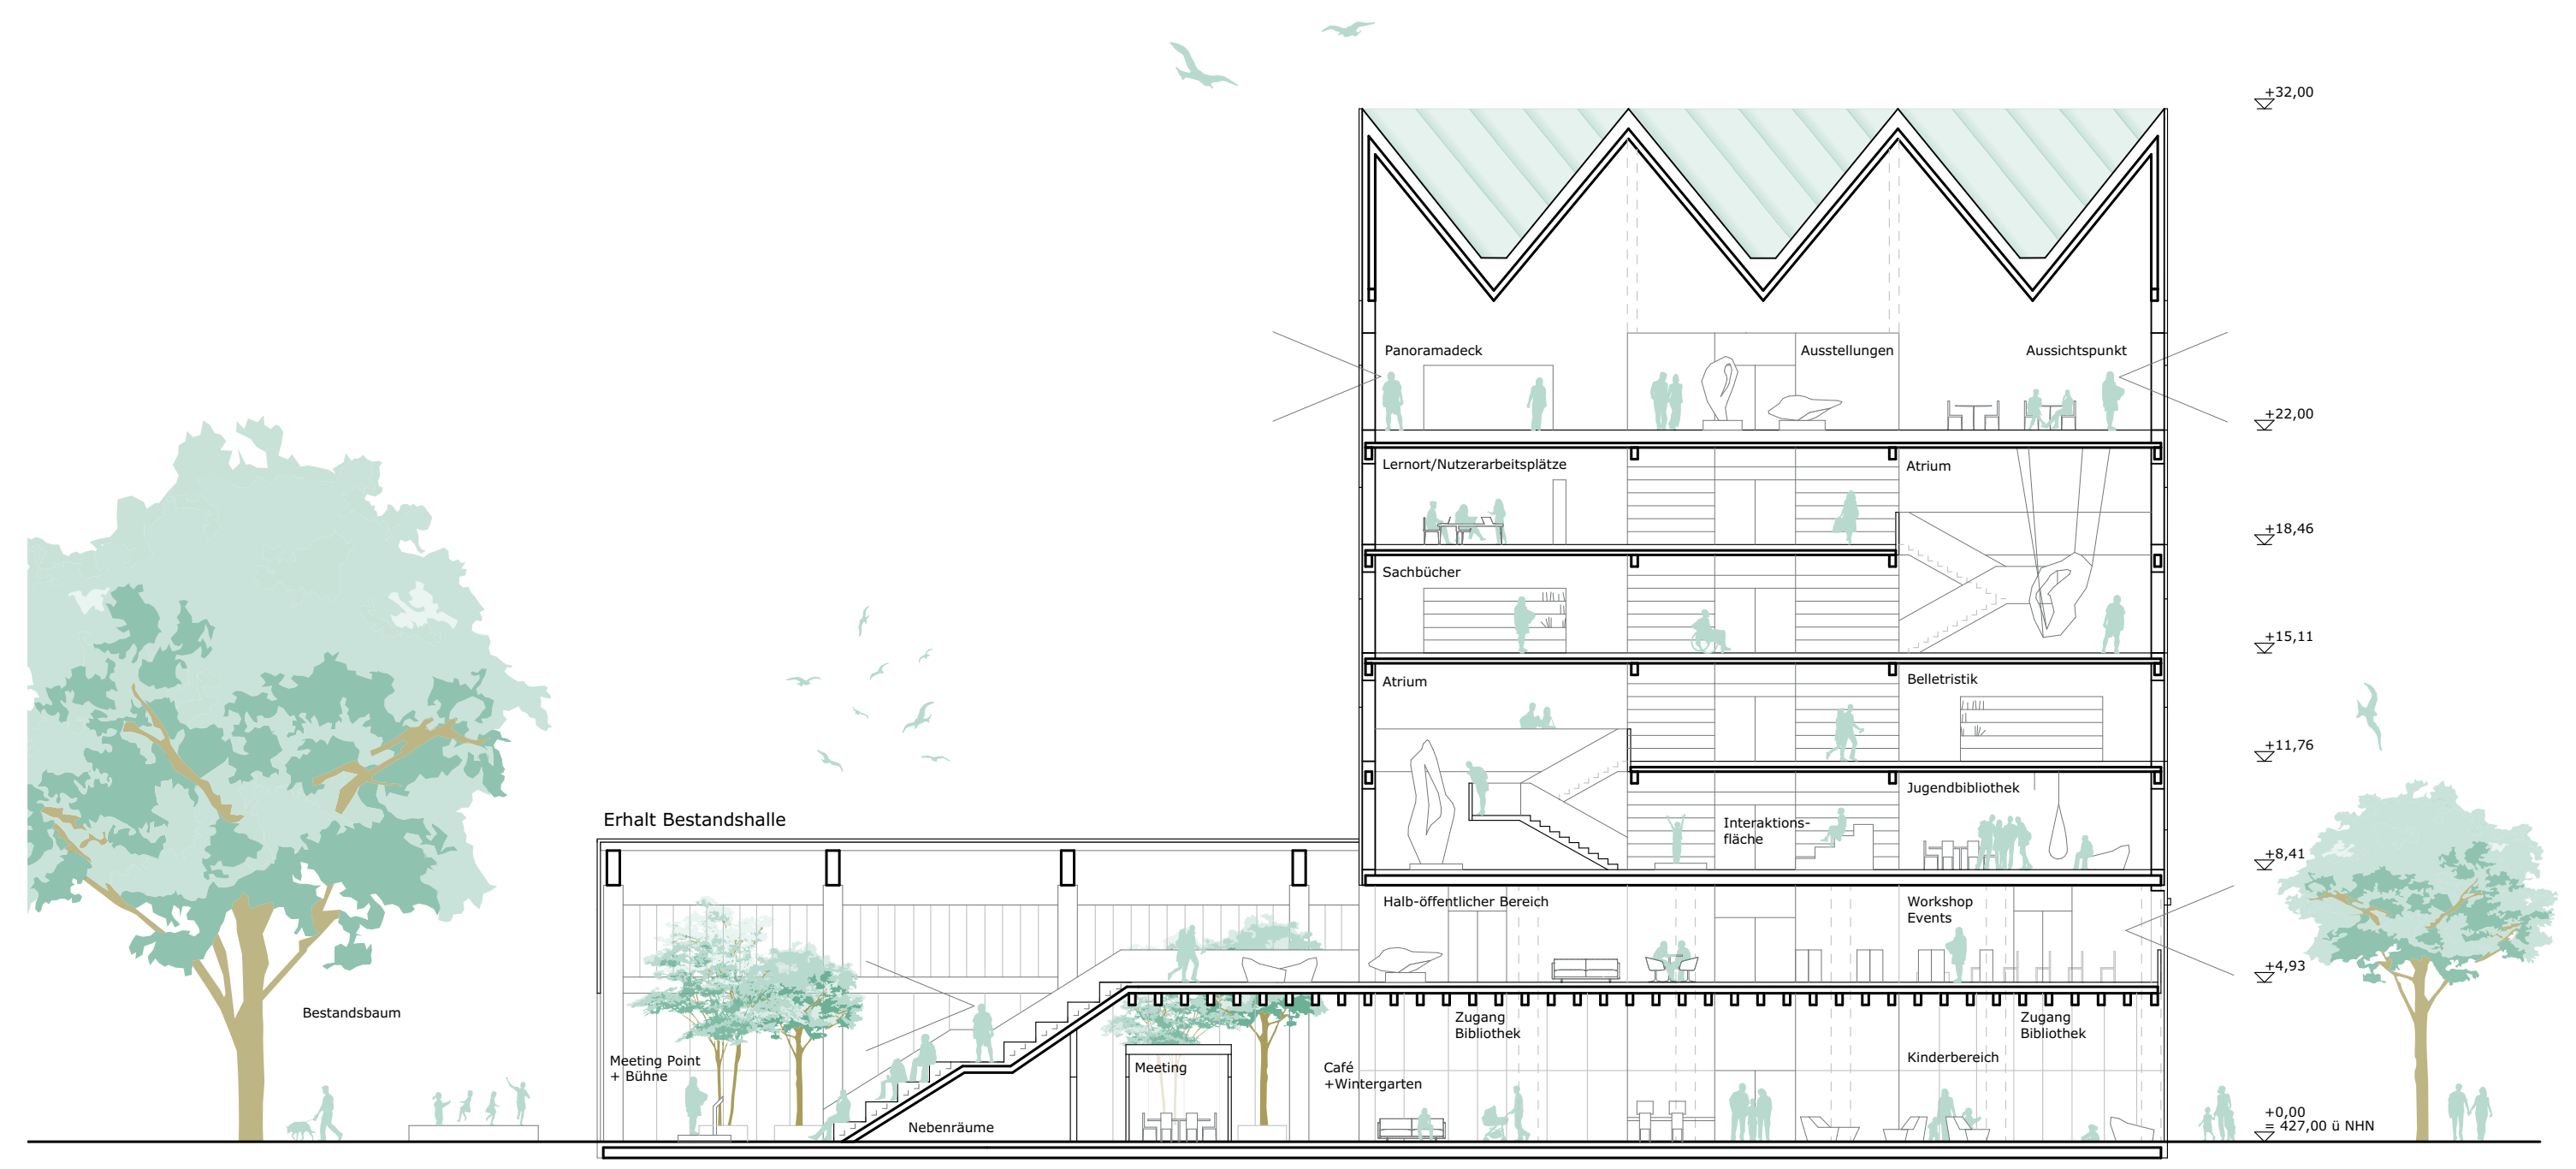 +32,00
Panoramadeck
Ausstellungen
Aussichtspunkt
+22,00
Lernort/Nutzerarbeitsplätze
Atrium
+18,46
Sachbücher
+15,11
Atrium
Belletristik
+11,76
Jugendbibliothek
Interaktions-
fläche
Erhalt Bestandshalle
+8,41
Halb-öffentlicher Bereich
Workshop
Events
+4,93
Bestandsbaum
Zugang
Bibliothek
Zugang
Bibliothek
Meeting Point
+ Bühne
Meeting
Café
+Wintergarten
Kinderbereich
Nebenräume
+0,00
= 427,00 ü NHN